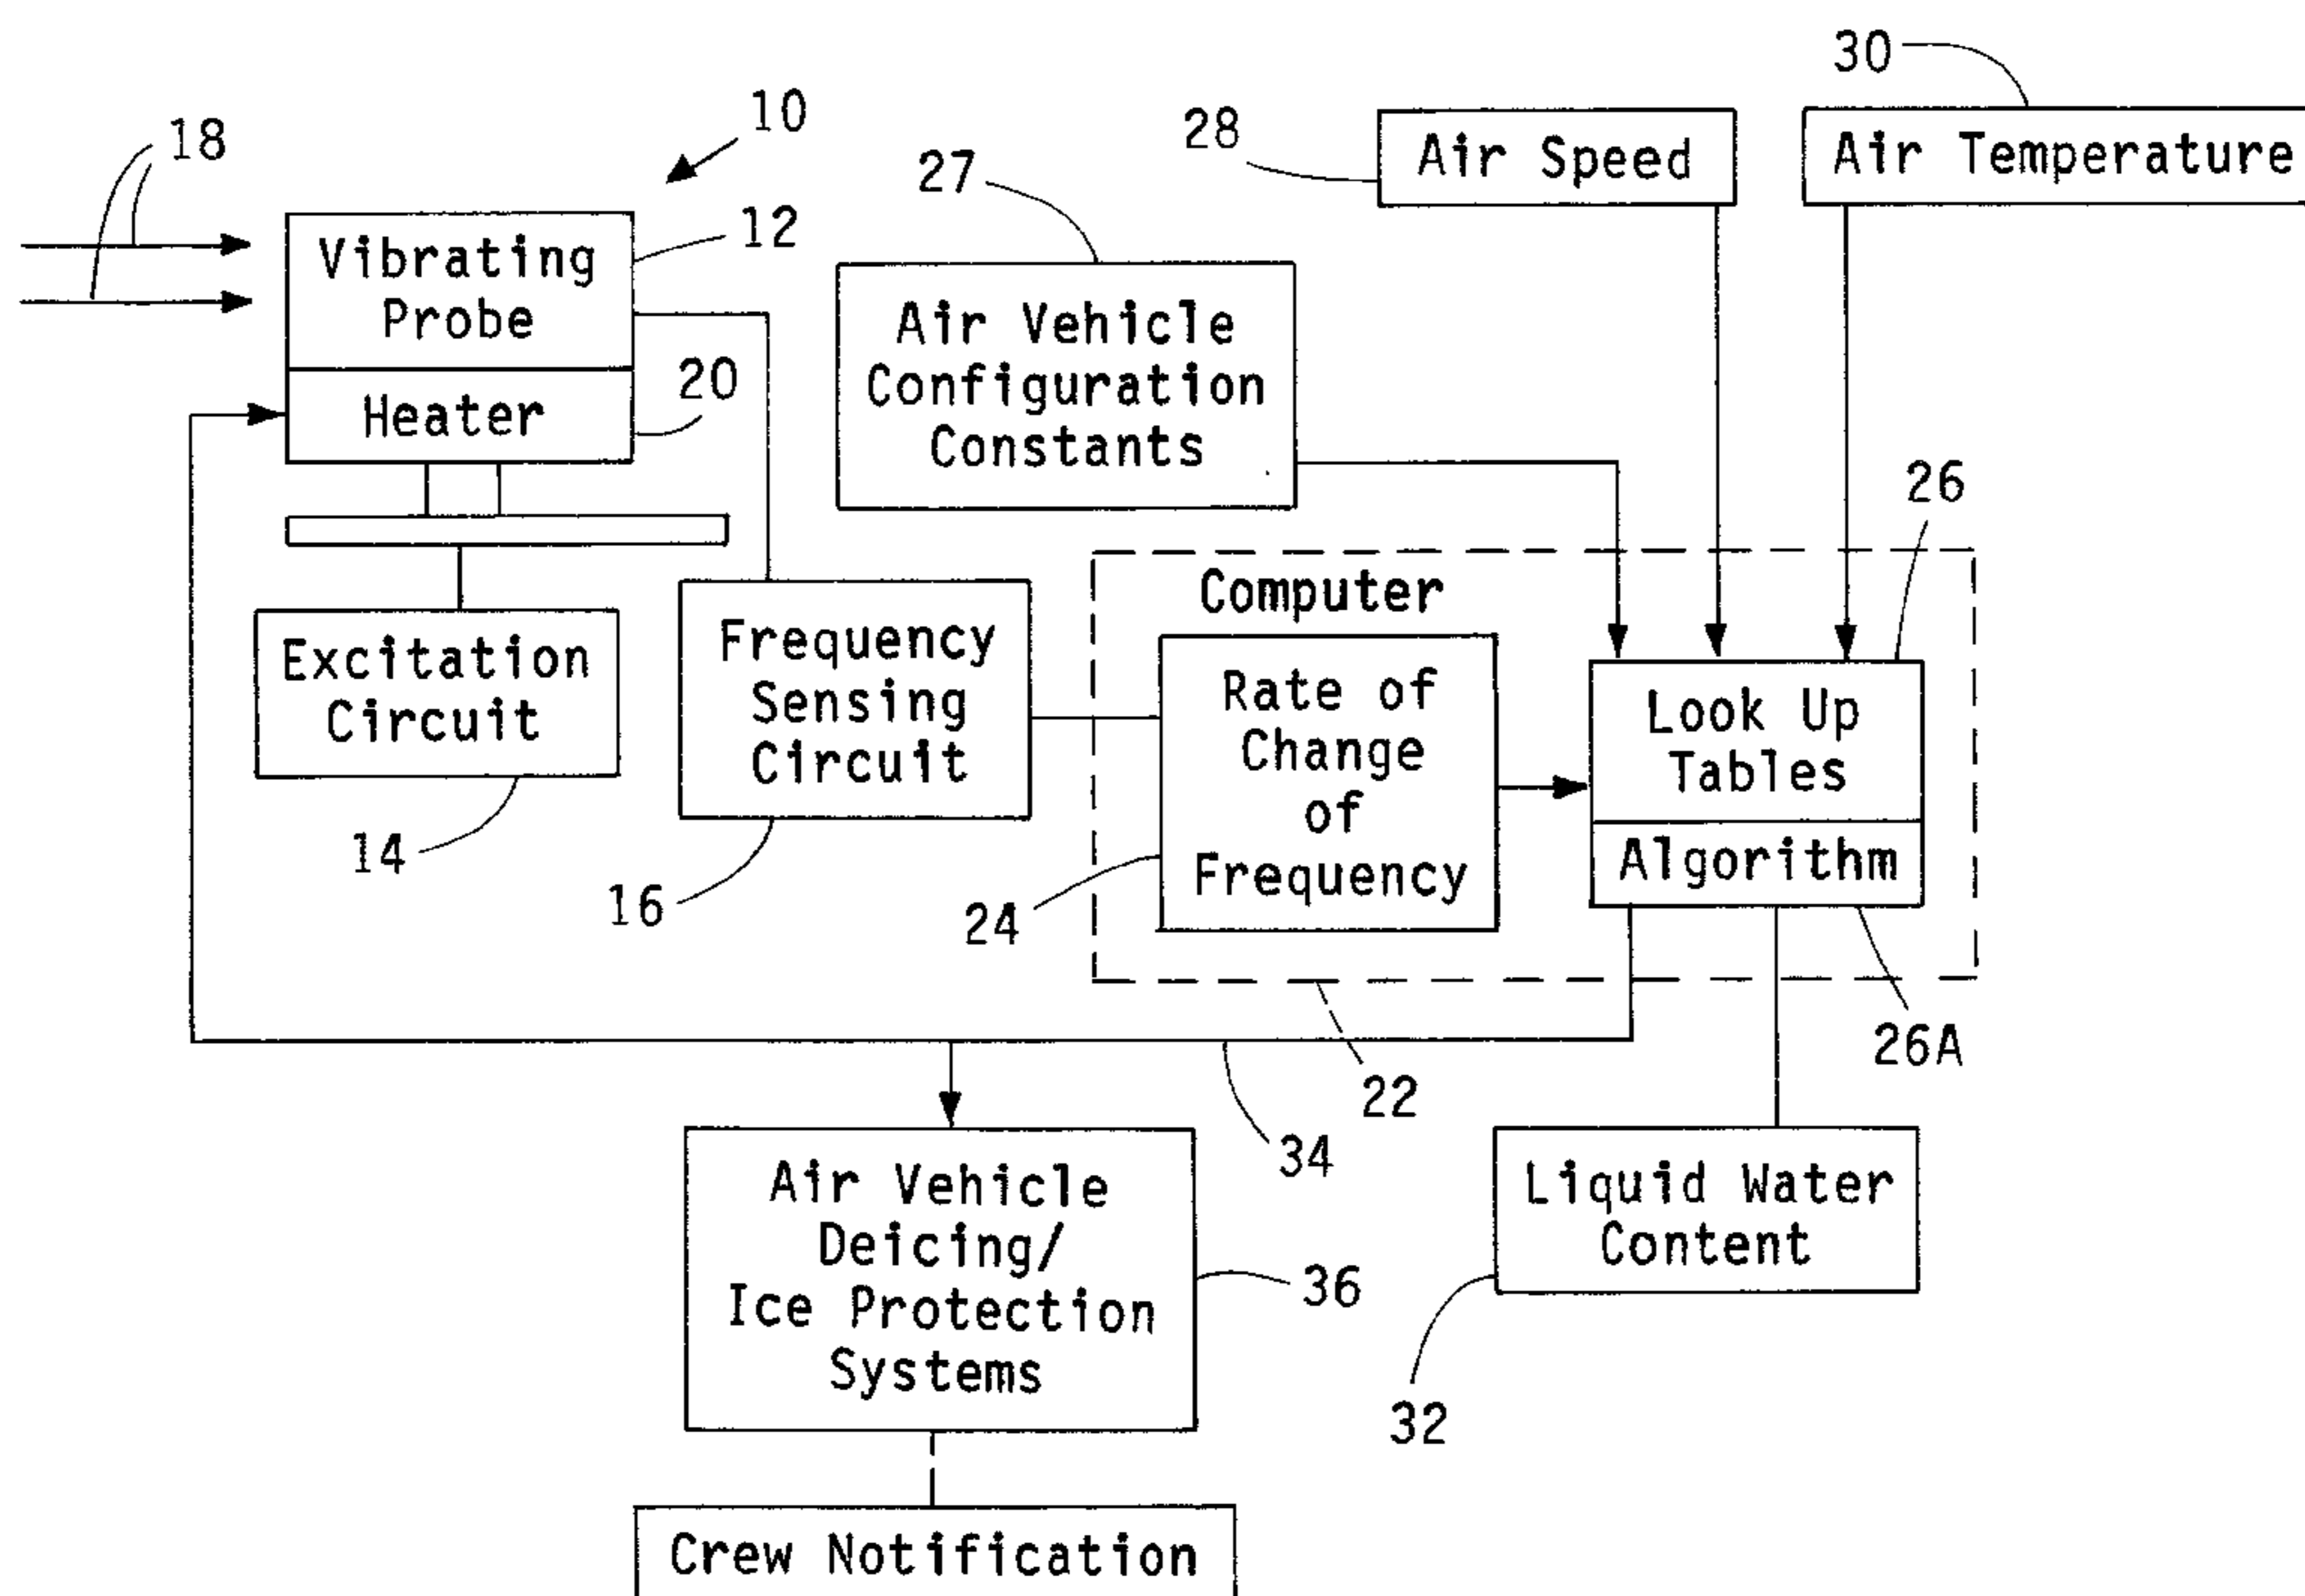 30
10
28
Air Speed
Air Temperature
18
27
12
Vibrating
Probe
Air Vehicle
Configuration
Constants
20
Heater
26
Computer
Excitation
Circuit
Frequency
Sensing
Circuit
Rate of
Change
of
Frequency
Look Up
Tables
Algorithm
14
16
24
26A
22
34
Air Vehicle
Deicing/
Ice Protection
Systems
Liquid Water
Content
36
32
Crew Notification